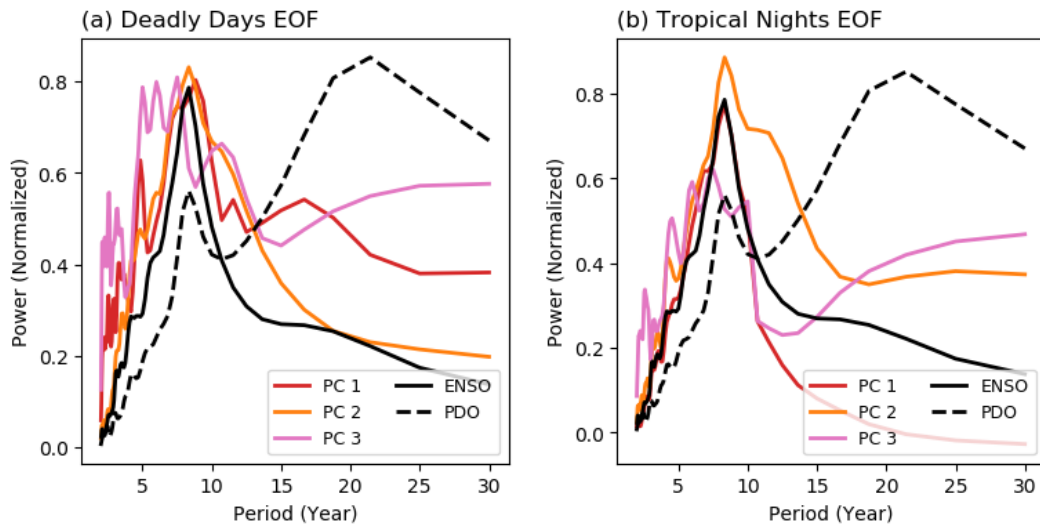 (a) Deadly Days EOF
Power (Normalized)
0.8
0.6
0.4
0.2
0.0
PC 1
PC 2
PC 3
ENSO
PDO
5 10 15 20 25 30
Period (Year)
(b) Tropical Nights EOF
Power (Normalized)
0.8
0.6
0.4
0.2
0.0
PC 1
PC 2
PC 3
ENSO
PDO
5 10 15 20 25 30
Period (Year)